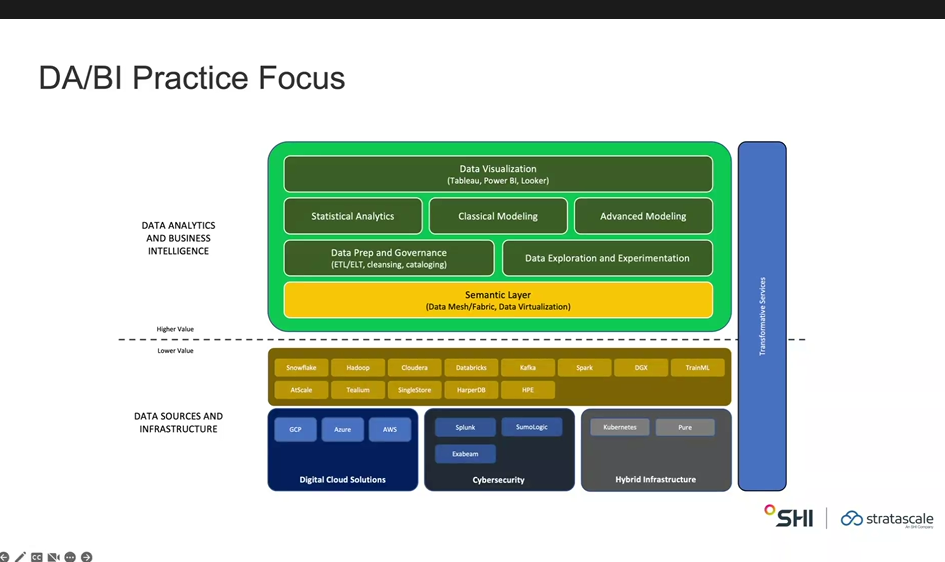 DA/BI Practice Focus
DATA ANALYTICS
AND BUSINESS
INTELLIGENCE
Data Visualization
(Tableau, Power BI, Looker)
Statistical Analytics
Classical Modeling
Advanced Modeling
Data Prep and Governance
(ETL/ELT, cleansing, cataloging)
Data Exploration and Experimentation
Semantic Layer
(Data Mesh/Fabric, Data Virtualization)
Transformative Services
Higher Value
Lower Value
DATA SOURCES AND
INFRASTRUCTURE
Snowflake
Hadoop
Cloudera
Databricks
Kafka
Spark
DGX
TrainML
AtScale
Tealium
SingleStore
HarperDB
HPE
GCP
Azure
AWS
Digital Cloud Solutions
Splunk
SumoLogic
Exabeam
Cybersecurity
Kubernetes
Pure
Hybrid Infrastructure
SHI
stratascale
An SHI Company
CC